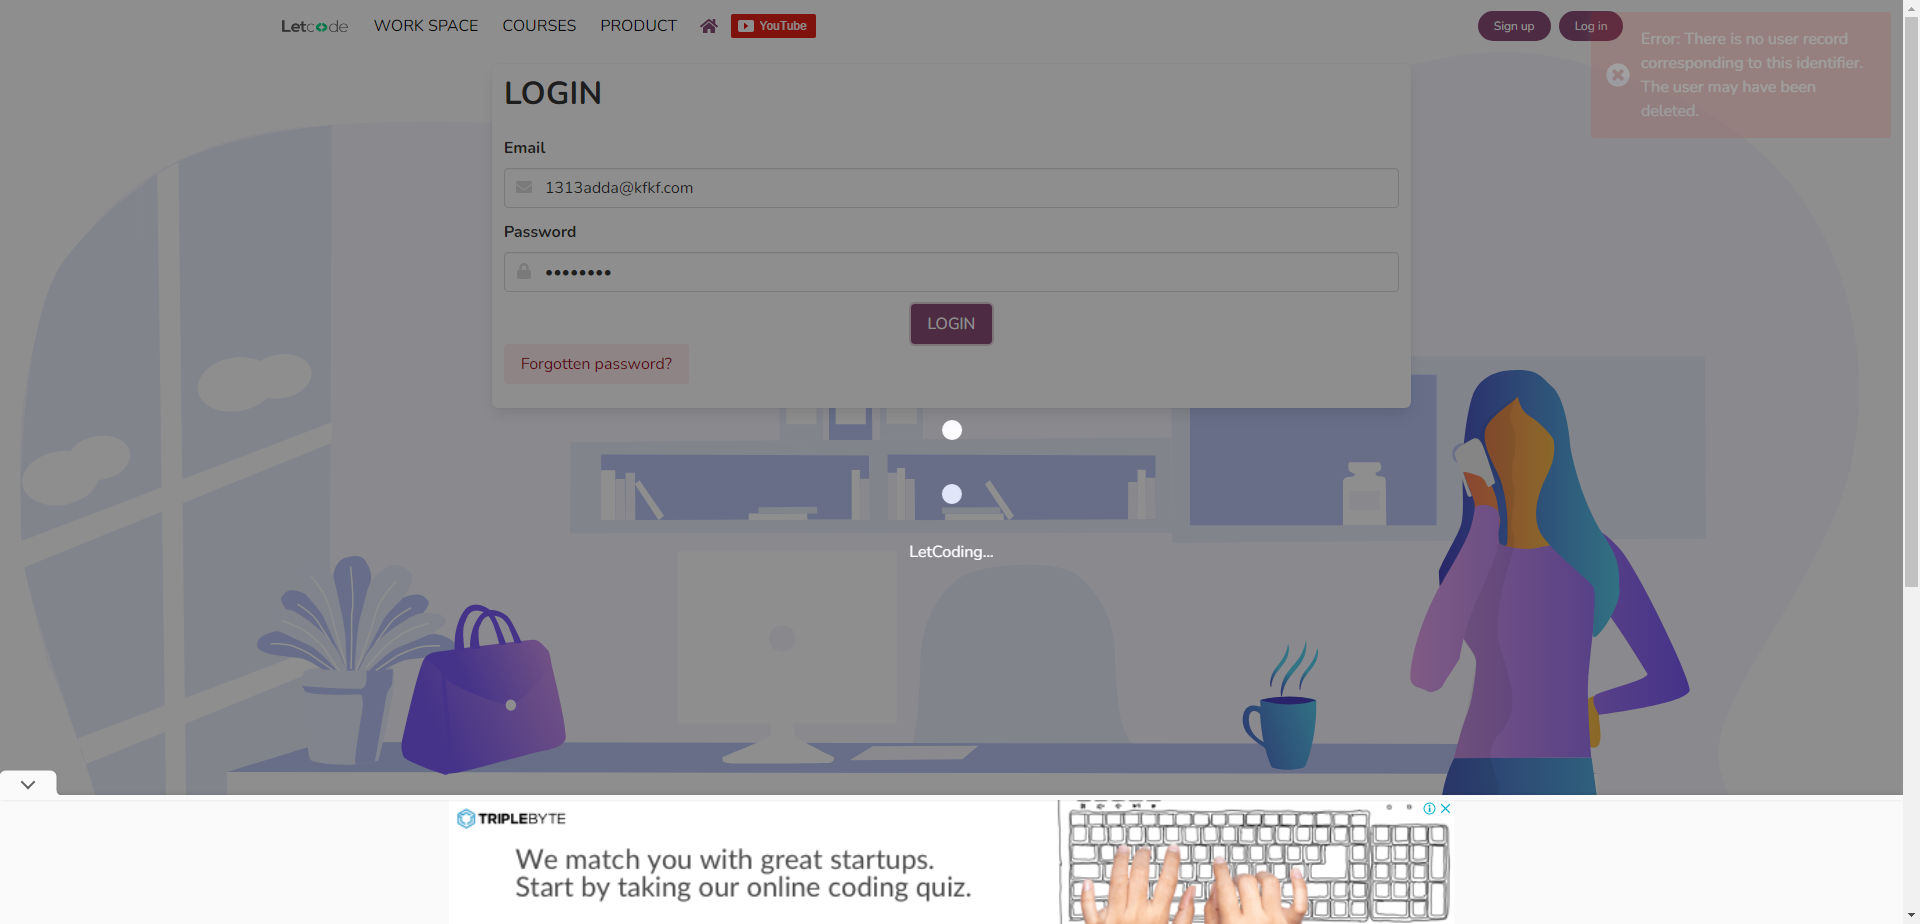 Letcode WORK SPACE COURSES PRODUCT YouTube Sign up Log in
Error: There is no user record
corresponding to this identifier.
The user may have been
deleted.
LOGIN
Email
1313adda@kfkf.com
Password
LOGIN
Forgotten password?
LetCoding...
TRIPLEBYTE
We match you with great startups.
Start by taking our online coding quiz.